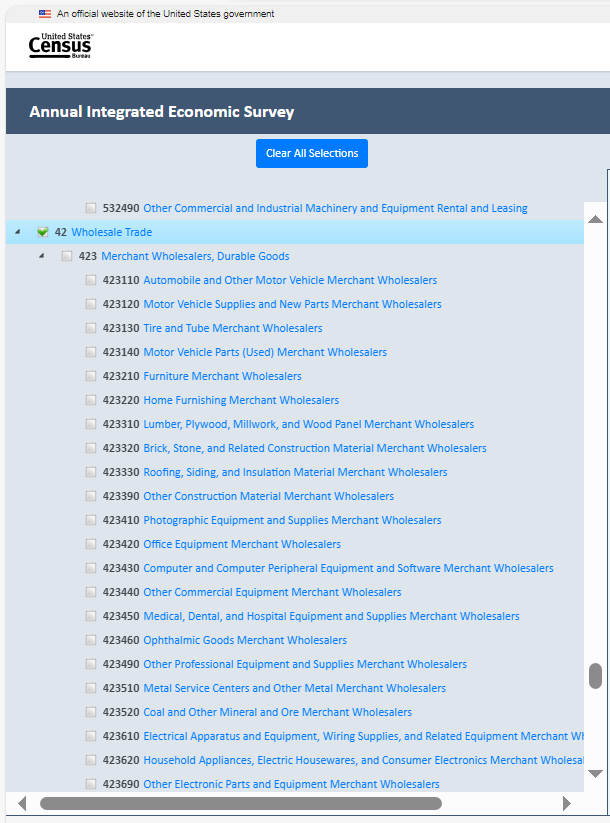 An official website of the United States government
United States®
Census
Bureau
Annual Integrated Economic Survey
Clear All Selections
532490 Other Commercial and Industrial Machinery and Equipment Rental and Leasing
42 Wholesale Trade
423 Merchant Wholesalers, Durable Goods
423110 Automobile and Other Motor Vehicle Merchant Wholesalers
423120 Motor Vehicle Supplies and New Parts Merchant Wholesalers
423130 Tire and Tube Merchant Wholesalers
423140 Motor Vehicle Parts (Used) Merchant Wholesalers
423210 Furniture Merchant Wholesalers
423220 Home Furnishing Merchant Wholesalers
423310 Lumber, Plywood, Millwork, and Wood Panel Merchant Wholesalers
423320 Brick, Stone, and Related Construction Material Merchant Wholesalers
423330 Roofing, Siding, and Insulation Material Merchant Wholesalers
423390 Other Construction Material Merchant Wholesalers
423410 Photographic Equipment and Supplies Merchant Wholesalers
423420 Office Equipment Merchant Wholesalers
423430 Computer and Computer Peripheral Equipment and Software Merchant Wholesalers
423440 Other Commercial Equipment Merchant Wholesalers
423450 Medical, Dental, and Hospital Equipment and Supplies Merchant Wholesalers
423460 Ophthalmic Goods Merchant Wholesalers
423490 Other Professional Equipment and Supplies Merchant Wholesalers
423510 Metal Service Centers and Other Metal Merchant Wholesalers
423520 Coal and Other Mineral and Ore Merchant Wholesalers
423610 Electrical Apparatus and Equipment, Wiring Supplies, and Related Equipment Merchant Wh
423620 Household Appliances, Electric Housewares, and Consumer Electronics Merchant Wholesa
423690 Other Electronic Parts and Equipment Merchant Wholesalers